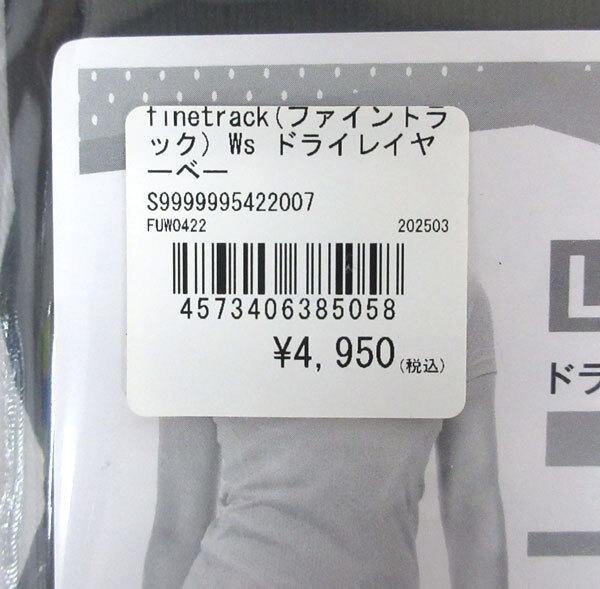 finetrack(ファイントラ
ック) Ws ドライレイヤ
ーベー
S9999995422007
FUW0422 202503
4573406385058
¥4,950(税込)
L
ドラ